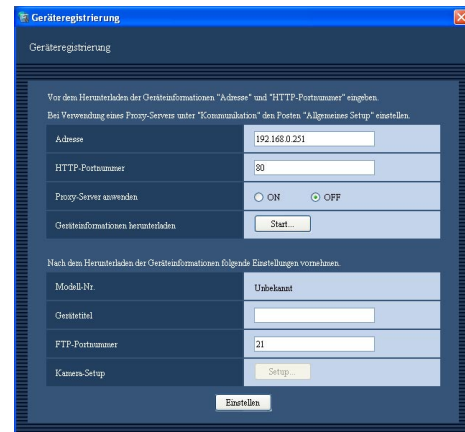 Geräteregistrierung
Geräteregistrierung
Vor dem Herunterladen der Geräteinformationen "Adresse" und "HTTP-Portnummer" eingeben.
Bei Verwendung eines Proxy-Servers unter "Kommunikation" den Posten "Allgemeines Setup" einstellen.
Adresse 192.168.0.251
HTTP-Portnummer 80
Proxy-Server anwenden ON OFF
Geräteinformationen herunterladen Start...
Nach dem Herunterladen der Geräteinformationen folgende Einstellungen vornehmen.
Modell-Nr. Unbekannt
Gerätetitel
FTP-Portnummer 21
Kamera-Setup Setup...
Einstellen